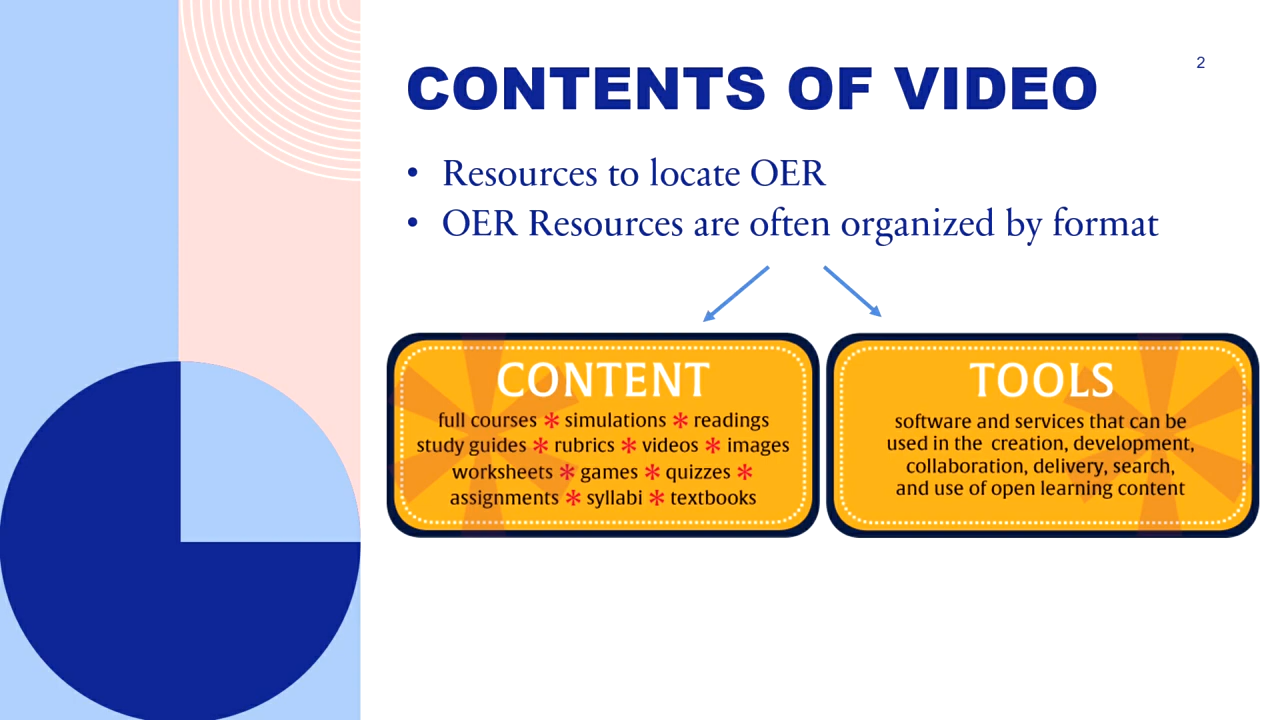 2
CONTENTS OF VIDEO
• Resources to locate OER
• OER Resources are often organized by format
CONTENT
full courses * simulations * readings
study guides * rubrics * videos * images
worksheets * games * quizzes *
assignments * syllabi * textbooks
TOOLS
software and services that can be
used in the creation, development,
collaboration, delivery, search,
and use of open learning content